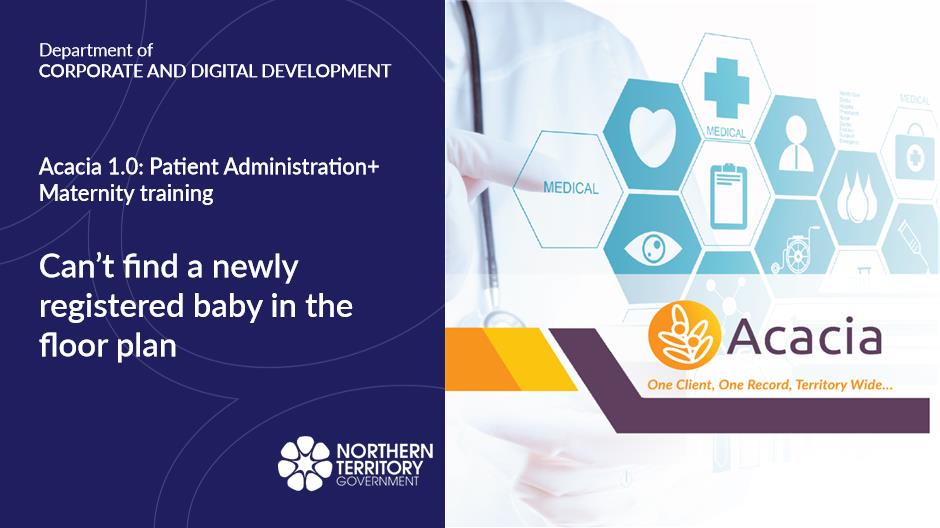 Department of
CORPORATE AND DIGITAL DEVELOPMENT
Acacia 1.0: Patient Administration+
Maternity training
Can’t find a newly
registered baby in the
floor plan
NORTHERN
TERRITORY
GOVERNMENT
MEDICAL
MEDICAL
MEDICAL
Acacia
One Client, One Record, Territory Wide...